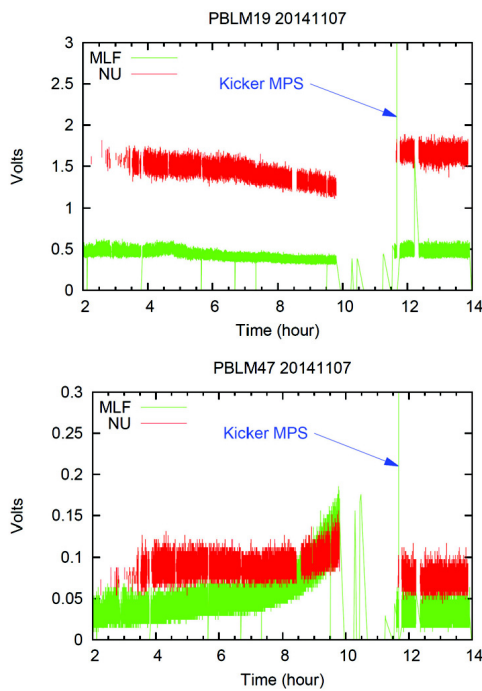 PBLM19 20141107
3
MLF
NU
2.5
Kicker MPS
2
Volts
1.5
1
0.5
0
2 4 6 8 10 12 14
Time (hour)
PBLM47 20141107
0.3
MLF
NU
0.25
Kicker MPS
0.2
Volts
0.15
0.1
0.05
0
2 4 6 8 10 12 14
Time (hour)